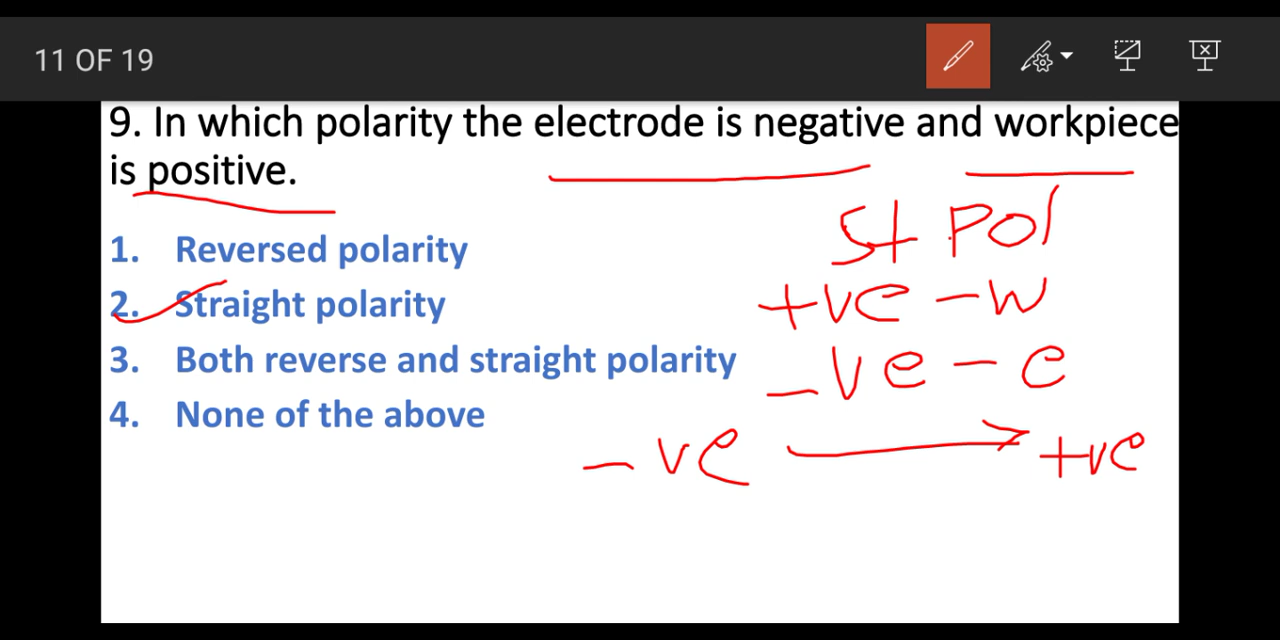 11 OF 19
9. In which polarity the electrode is negative and workpiece
is positive.
St Pol
1. Reversed polarity
2. Straight polarity
+ve - w
3. Both reverse and straight polarity
-ve - e
4. None of the above
-ve → +ve